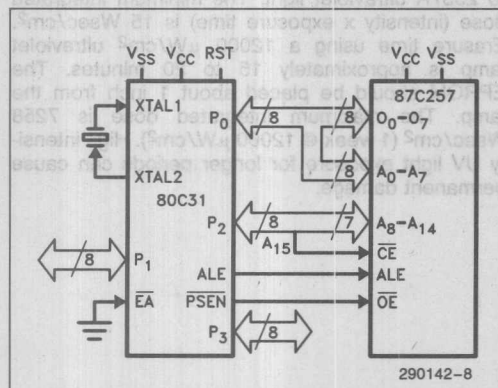 VSS VCC RST
VCC VSS
87C257
XTAL1
P0
8
8
O0-O7
8
A0-A7
XTAL2
80C31
P2
8
7
A8-A14
A15
CE
8
P1
ALE
ALE
EA
PSEN
OE
P3
8
290142-8